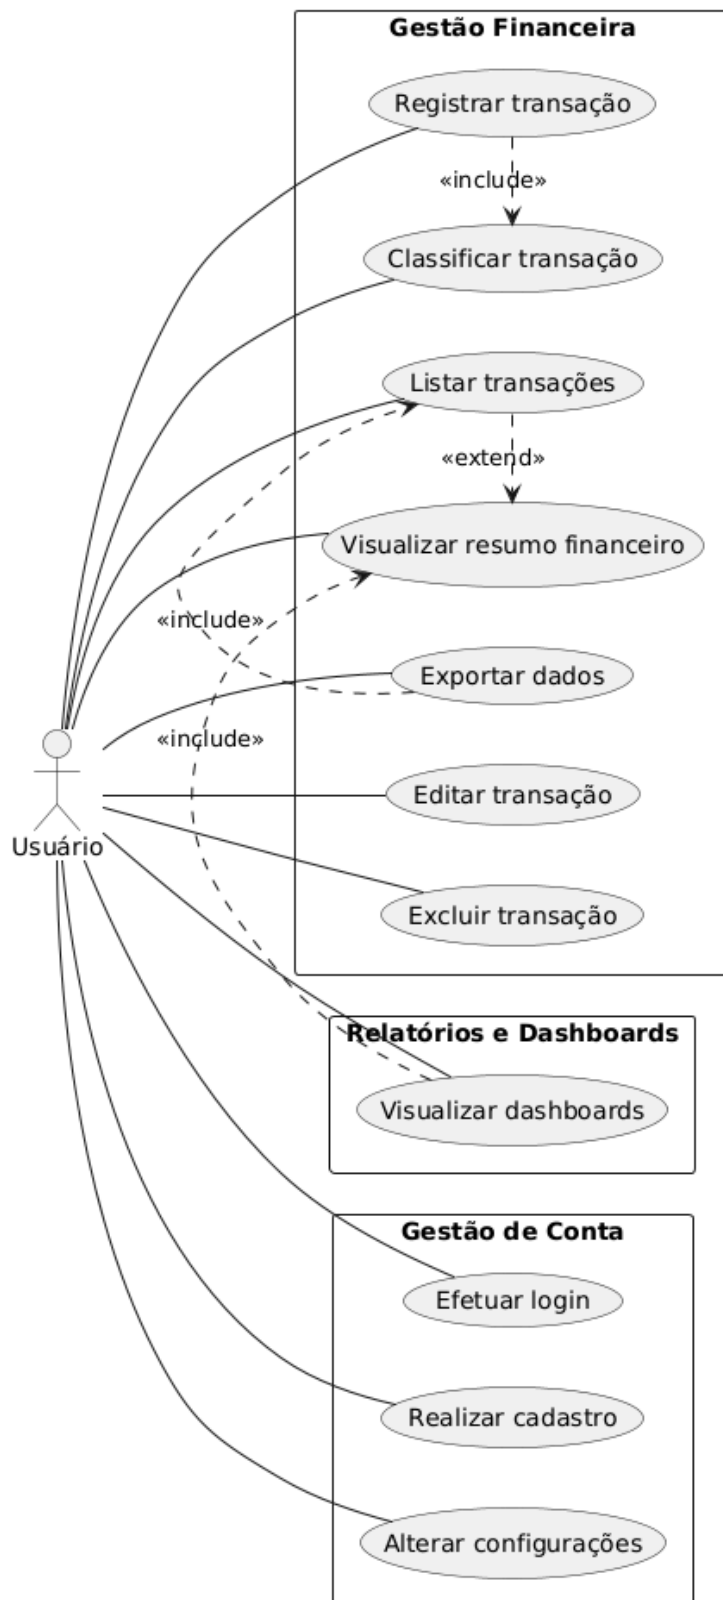 Gestão Financeira
Registrar transação
«include»
Classificar transação
Listar transações
«extend»
Visualizar resumo financeiro
«include»
Exportar dados
«include»
Editar transação
Usuário
Excluir transação
Relatórios e Dashboards
Visualizar dashboards
Gestão de Conta
Efetuar login
Realizar cadastro
Alterar configurações